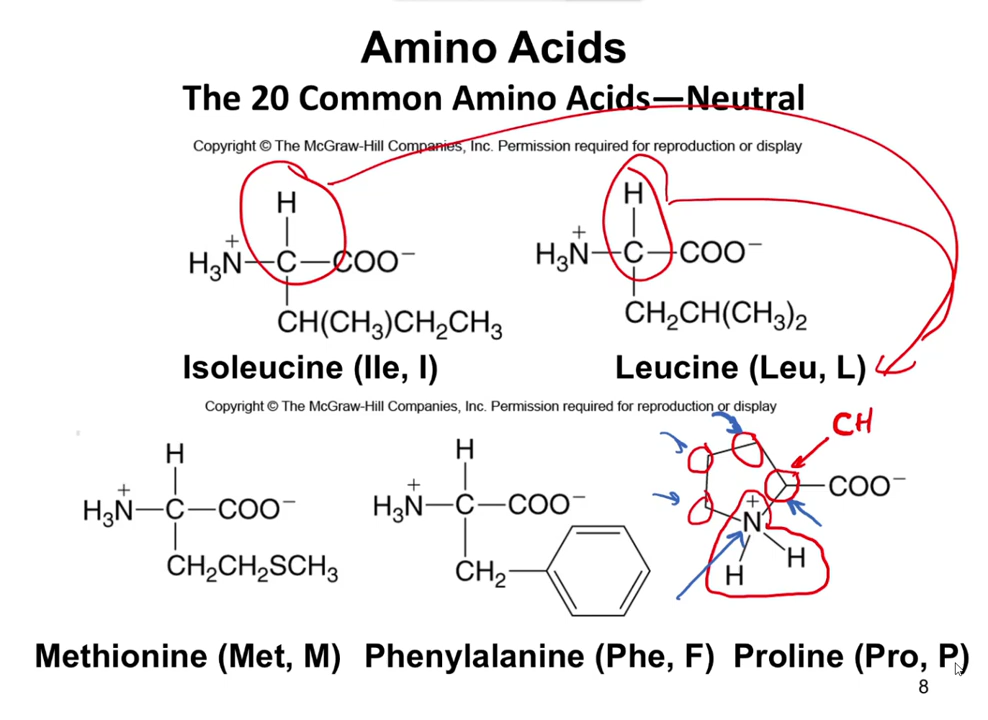 Amino Acids
The 20 Common Amino Acids—Neutral
Copyright © The McGraw-Hill Companies, Inc. Permission required for reproduction or display
H
H₃N⁺—C—COO⁻
CH(CH₃)CH₂CH₃
Isoleucine (Ile, I)
H
H₃N⁺—C—COO⁻
CH₂CH(CH₃)₂
Leucine (Leu, L)
Copyright © The McGraw-Hill Companies, Inc. Permission required for reproduction or display
H
H₃N⁺—C—COO⁻
CH₂CH₂SCH₃
Methionine (Met, M)
H
H₃N⁺—C—COO⁻
CH₂
Phenylalanine (Phe, F)
CH
COO⁻
N⁺
H
H
Proline (Pro, P)
8